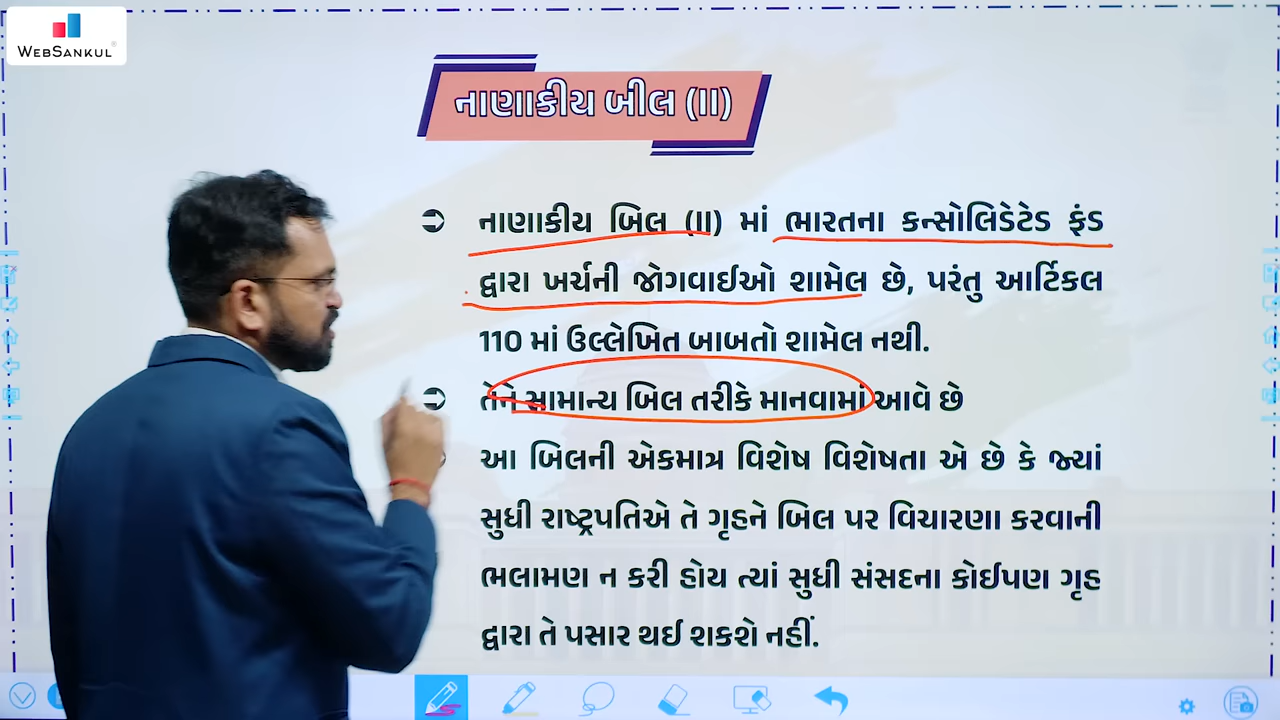 WEBSANKUL
નાણાકીય બીલ (II)
નાણાકીય બિલ (II) માં ભારતના કન્સોલિડેટેડ ફંડ
દ્વારા ખર્ચની જોગવાઈઓ શામેલ છે, પરંતુ આર્ટિકલ
110 માં ઉલ્લેખિત બાબતો શામેલ નથી.
તેને સામાન્ય બિલ તરીકે માનવામાં આવે છે
આ બિલની એકમાત્ર વિશેષ વિશેષતા એ છે કે જ્યાં
સુધી રાષ્ટ્રપતિએ તે ગૃહને બિલ પર વિચારણા કરવાની
ભલામણ ન કરી હોય ત્યાં સુધી સંસદના કોઈપણ ગૃહ
દ્વારા તે પસાર થઈ શકશે નહીં.